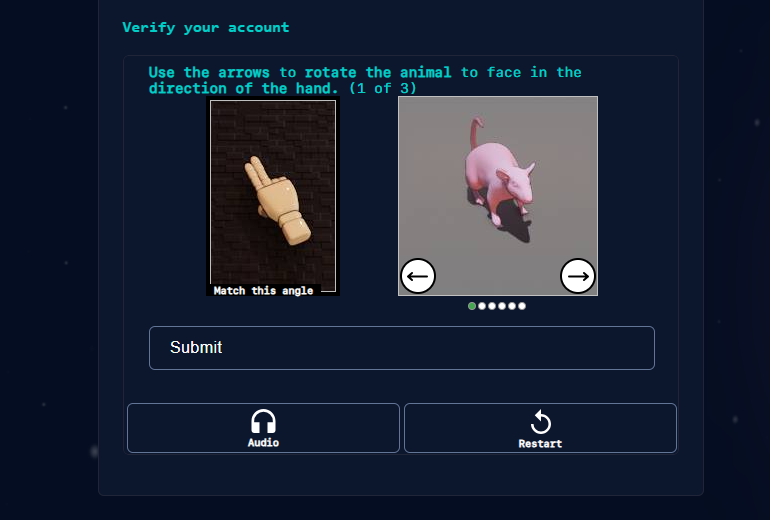 Verify your account
Use the arrows to rotate the animal to face in the
direction of the hand. (1 of 3)
Match this angle
Submit
Audio
Restart